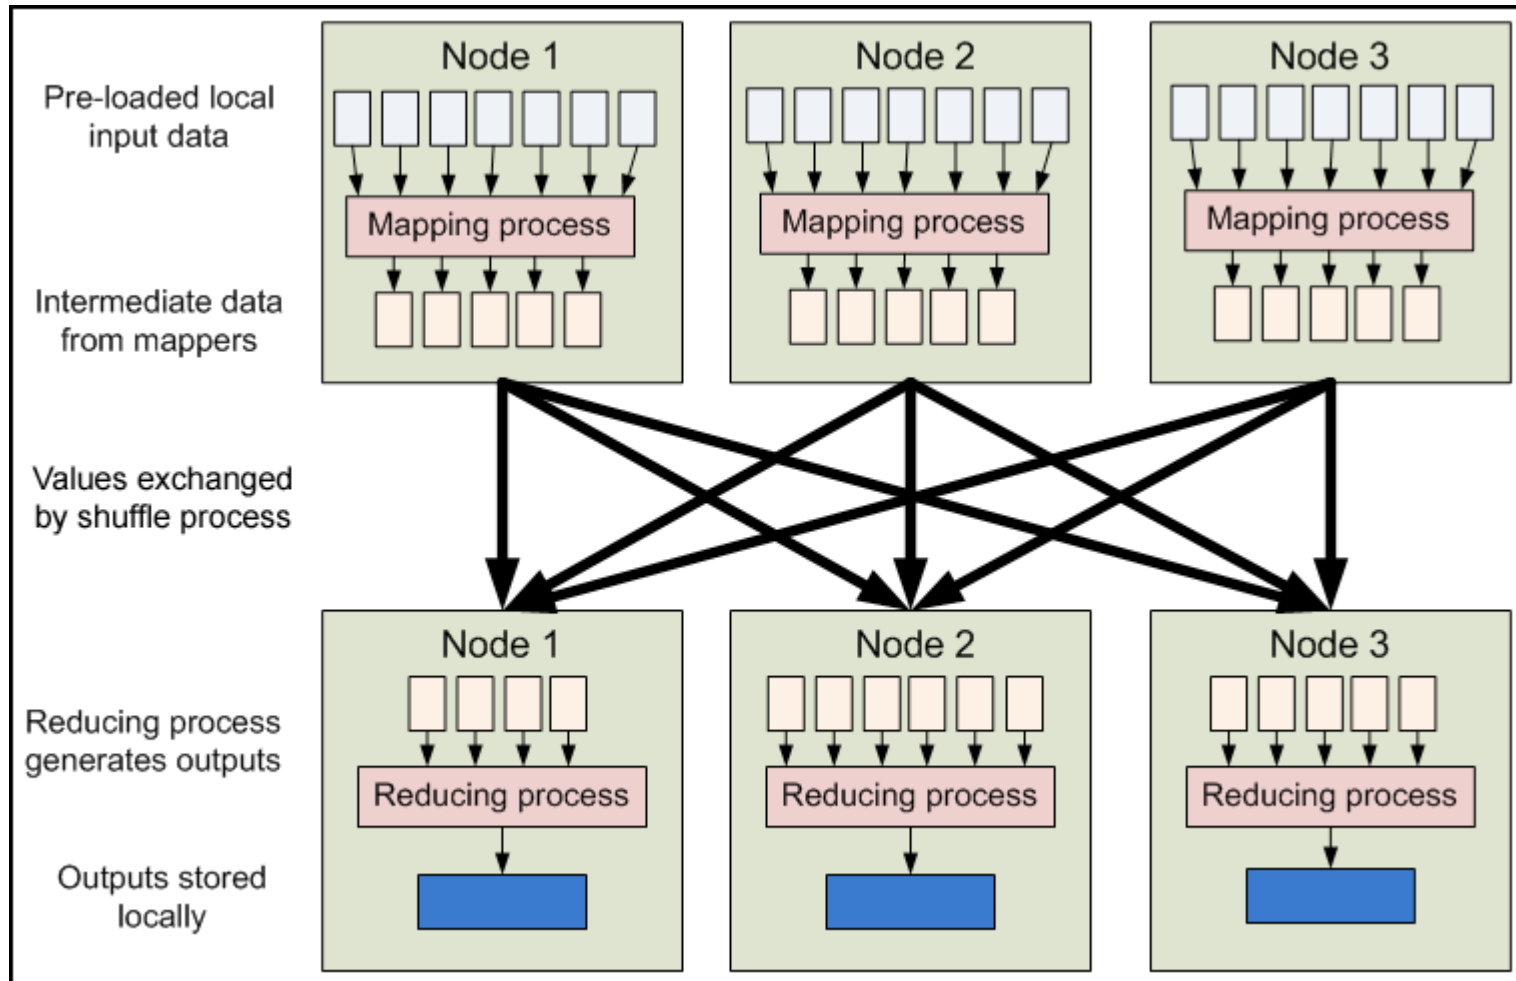 Node 1
Node 2
Node 3
Pre-loaded local
input data
Mapping process
Mapping process
Mapping process
Intermediate data
from mappers
Values exchanged
by shuffle process
Node 1
Node 2
Node 3
Reducing process
generates outputs
Reducing process
Reducing process
Reducing process
Outputs stored
locally